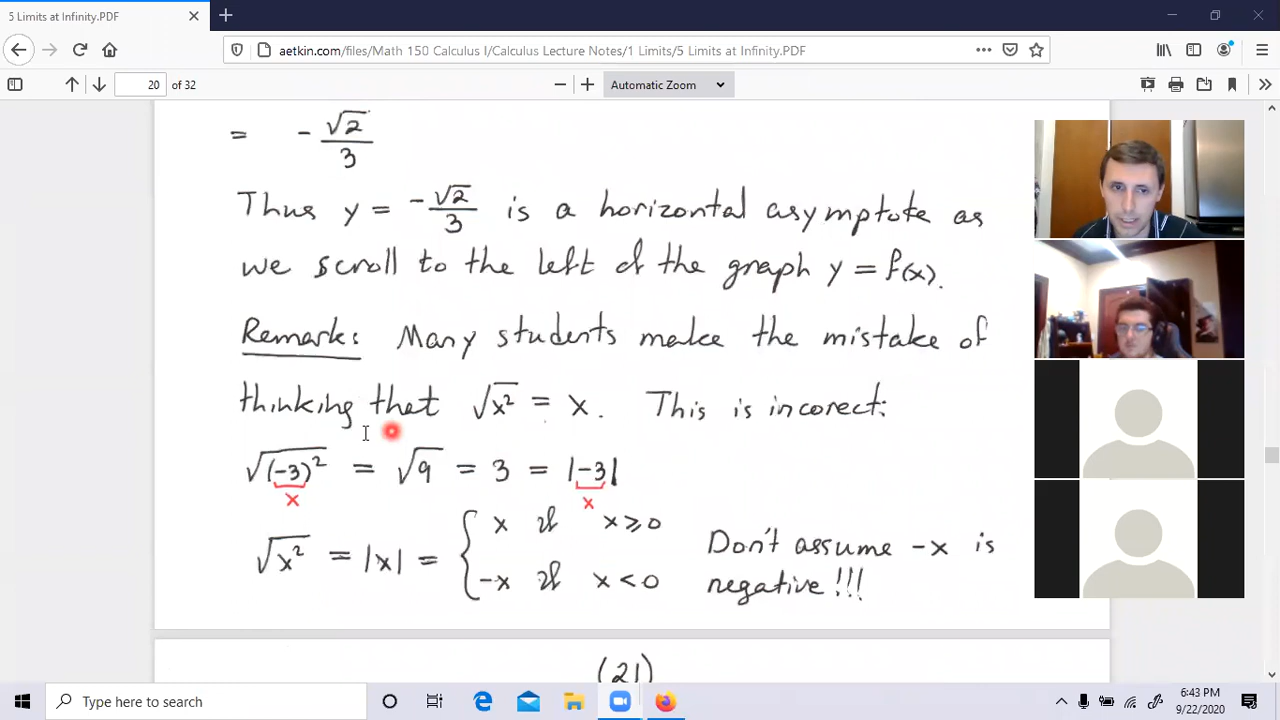 5 Limits at Infinity.PDF
aetkin.com/files/Math 150 Calculus I/Calculus Lecture Notes/1 Limits/5 Limits at Infinity.PDF
20 of 32
Automatic Zoom
= - √2/3
Thus y = -√2/3 is a horizontal asymptote as
we scroll to the left of the graph y = f(x).
Remark: Many students make the mistake of
thinking that √x² = x. This is incorect:
√(-3)² = √9 = 3 = |-3|
x x
√x² = |x| = { x if x ≥ 0
-x if x < 0
Don't assume -x is
negative!!!
(21)
Type here to search
6:43 PM
9/22/2020